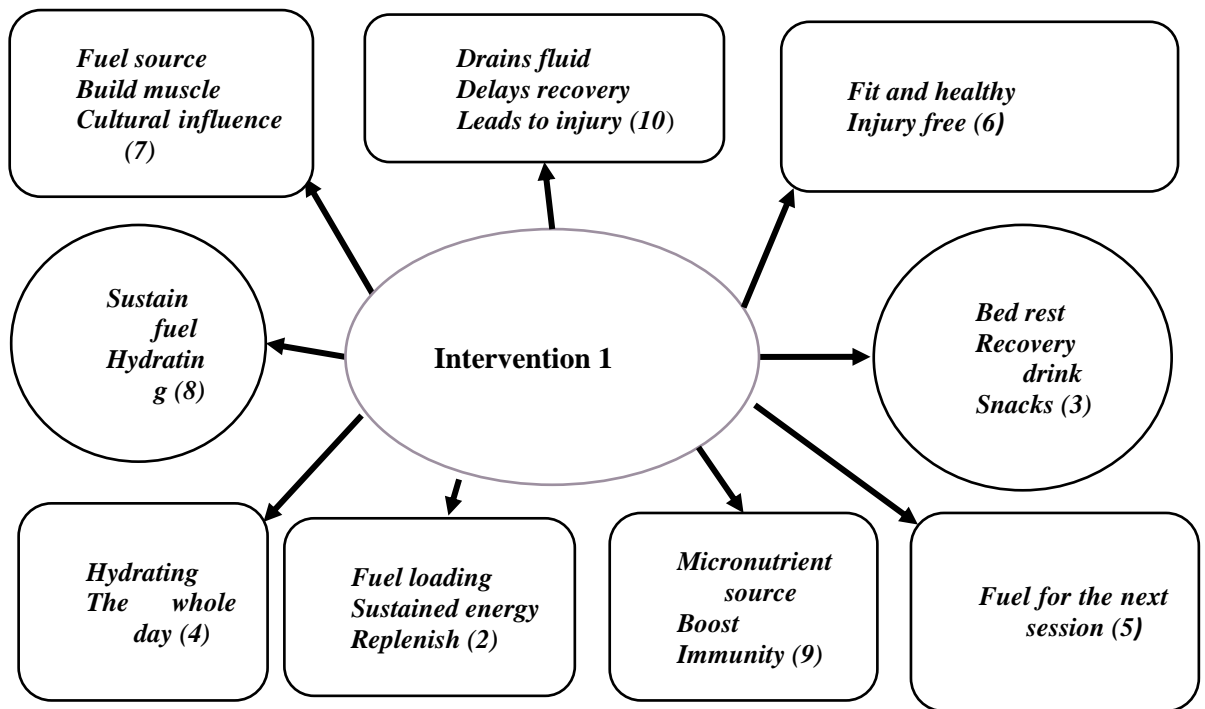 Fuel source
Build muscle
Cultural influence
(7)
Drains fluid
Delays recovery
Leads to injury (10)
Fit and healthy
Injury free (6)
Sustain
fuel
Hydratin
g (8)
Intervention 1
Bed rest
Recovery
drink
Snacks (3)
Hydrating
The whole
day (4)
Fuel loading
Sustained energy
Replenish (2)
Micronutrient
source
Boost
Immunity (9)
Fuel for the next
session (5)